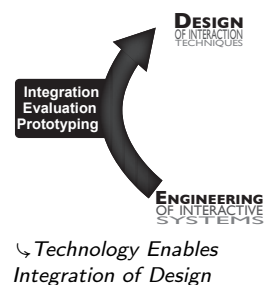 DESIGN
OF INTERACTION
TECHNIQUES
Integration
Evaluation
Prototyping
ENGINEERING
OF INTERACTIVE
SYSTEMS
↳Technology Enables
Integration of Design